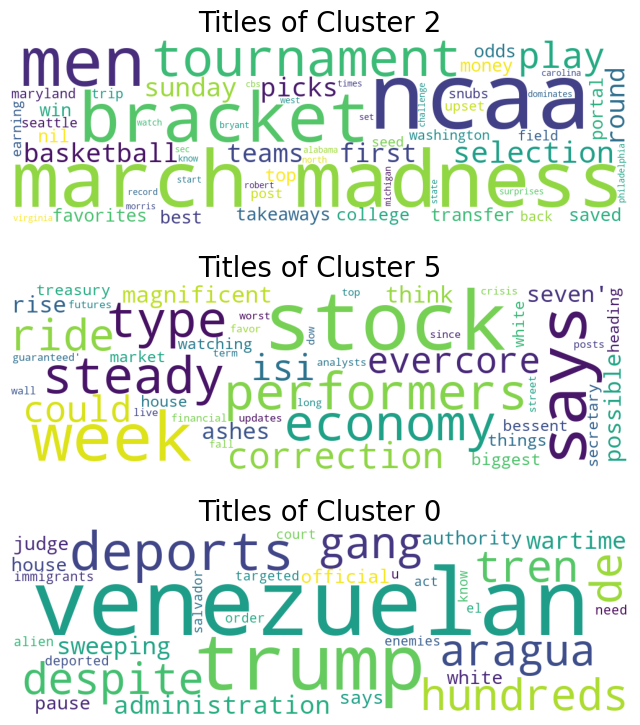 Titles of Cluster 2
men tournament odds play
money carolina
maryland trip sunday picks cbs times snubs dominates
earning win bracket ncaa challenge upset portal round
seattle west set
nil watch bryant washington field
basketball sec teams first seed selection
know alabama
march start north top madness
record robert post michigan state surprises philadelphia
virginia morris
favorites best takeaways college transfer back saved
Titles of Cluster 5
treasury magnificent top think crisis seven'
rise futures type worst stock favor white posts heading
ride watching dow since
guaranteed' market term isi evercore says possible
wall steady analysts
could house performers street secretary
live financial updates long economy bessent
week fall ashes things
correction biggest
Titles of Cluster 0
judge deports gang court authority wartime
house official u tren de
immigrants targeted act know
venezuelan salvador order el need
alien sweeping trump enemies aragua
deported
despite white
pause administration says hundreds